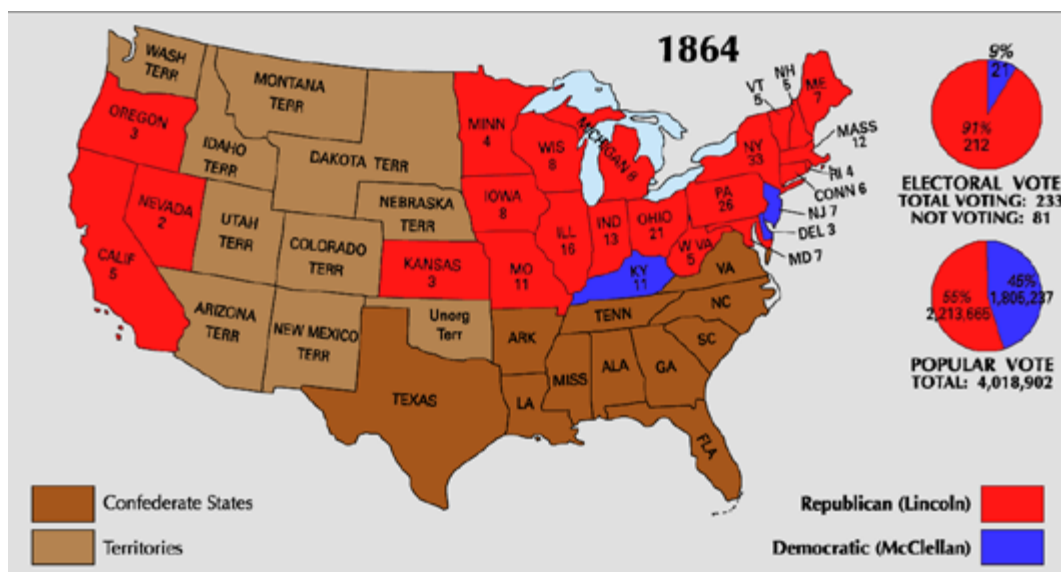 1864
WASH
TERR
MONTANA
TERR
OREGON
3
IDAHO
TERR
DAKOTA TERR
NEVADA
2
UTAH
TERR
NEBRASKA
TERR
COLORADO
TERR
CALIF
5
ARIZONA
TERR
NEW MEXICO
TERR
KANSAS
3
Unorg
Terr
TEXAS
MINN
4
IOWA
8
MO
11
ARK
LA
WIS
8
MICHIGAN 8
ILL
16
IND
13
OHIO
21
KY
11
TENN
MISS
ALA
GA
FLA
SC
NC
VA
W VA
5
PA
26
NY
33
VT
5
NH
5
ME
7
MASS
12
RI 4
CONN 6
NJ 7
DEL 3
MD 7
9%
21
91%
212
ELECTORAL VOTE
TOTAL VOTING: 233
NOT VOTING: 81
45%
1,805,237
55%
2,213,665
POPULAR VOTE
TOTAL: 4,018,902
Confederate States
Territories
Republican (Lincoln)
Democratic (McClellan)